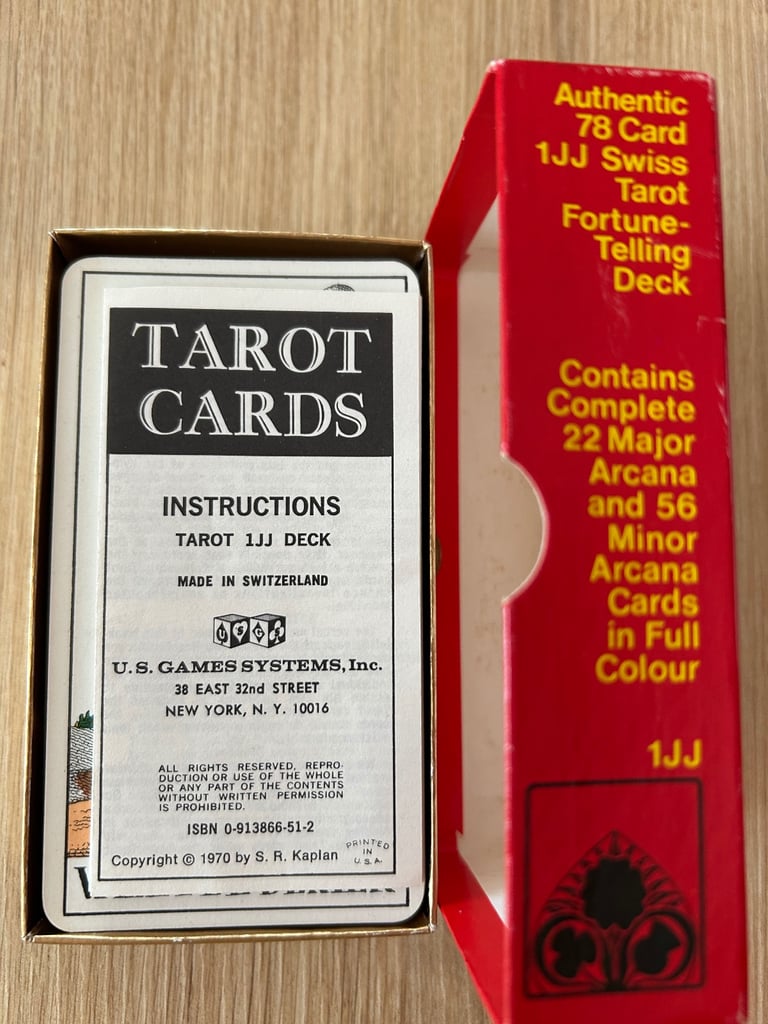 TAROT
CARDS
INSTRUCTIONS
TAROT 1JJ DECK
MADE IN SWITZERLAND
U.S. GAMES SYSTEMS, Inc.
38 EAST 32nd STREET
NEW YORK, N. Y. 10016
ALL RIGHTS RESERVED, REPRO-
DUCTION OR USE OF THE WHOLE
OR ANY PART OF THE CONTENTS
WITHOUT WRITTEN PERMISSION
IS PROHIBITED.
ISBN 0-913866-51-2
Copyright © 1970 by S. R. Kaplan
PRINTED
IN
U.S.A.
Authentic
78 Card
1JJ Swiss
Tarot
Fortune-
Telling
Deck
Contains
Complete
22 Major
Arcana
and 56
Minor
Arcana
Cards
in Full
Colour
1JJ